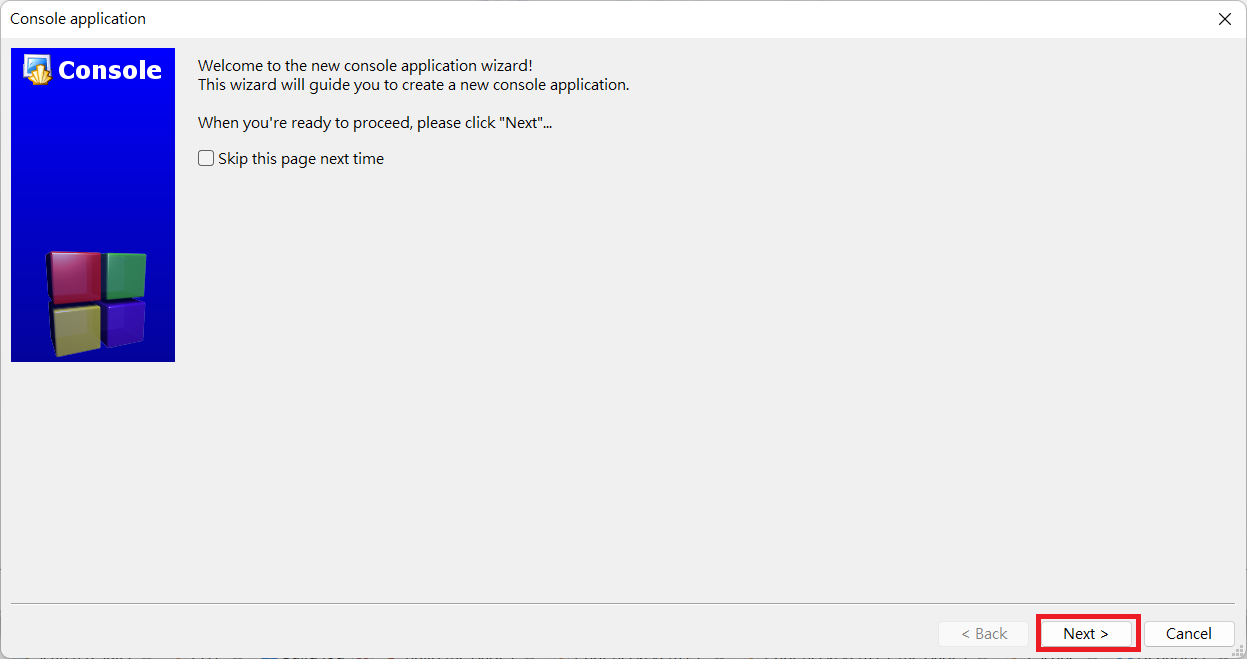 Console application
Console
Welcome to the new console application wizard!
This wizard will guide you to create a new console application.
When you're ready to proceed, please click "Next"...
Skip this page next time
< Back
Next >
Cancel